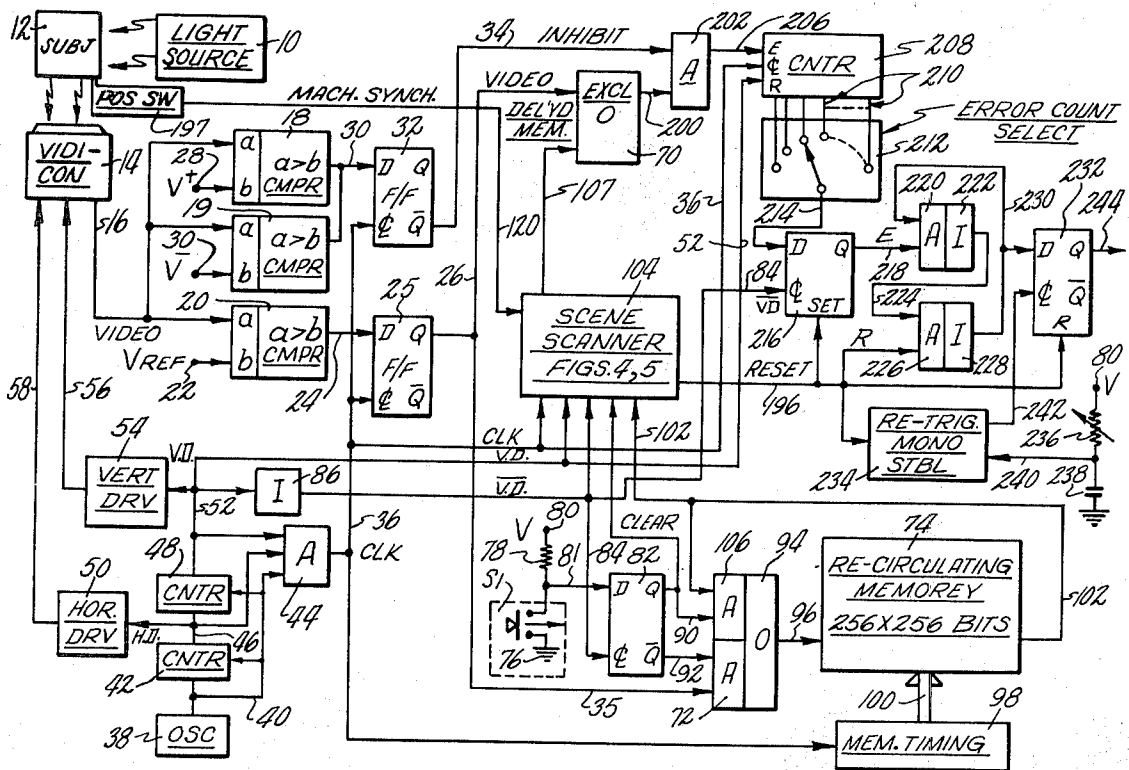 12
SUBJ
LIGHT
SOURCE
10
POS SW
197
MACH. SYNCH.
VIDI-
CON
14
16
18
a
a>b
b
CMPR
28
V+
30
32
D Q
F/F
₵ Q̅
34
INHIBIT
19
a
a>b
b
CMPR
30
V̅
20
a
a>b
b
CMPR
VIDEO
VREF
22
24
25
D Q
F/F
₵ Q̅
26
VIDEO
DELYD
MEM.
EXCL
O
70
200
107
120
202
A
206
E
₵
R
CNTR
208
210
ERROR COUNT
SELECT
212
214
36
52
84
V̅D̅
D Q
₵
SET
216
E
218
220
A
222
I
224
226
A
228
I
R
230
232
D Q
₵ Q̅
R
244
104
SCENE
SCANNER
FIGS. 4, 5
RESET
196
RE-TRIG.
MONO
STBL
234
242
80
V
236
240
238
58
56
54
VERT
DRV
V.D.
52
I
86
CLK
V.D.
V̅.D̅.
102
36
CLK
A
44
48
CNTR
50
HOR.
DRV
H.D.
46
CNTR
42
40
38
OSC
V
80
78
81
S1
76
84
82
D Q
₵ Q̅
CLEAR
90
92
35
106
A
A
72
94
O
96
74
RE-CIRCULATING
MEMOREY
256X256 BITS
102
100
98
MEM. TIMING